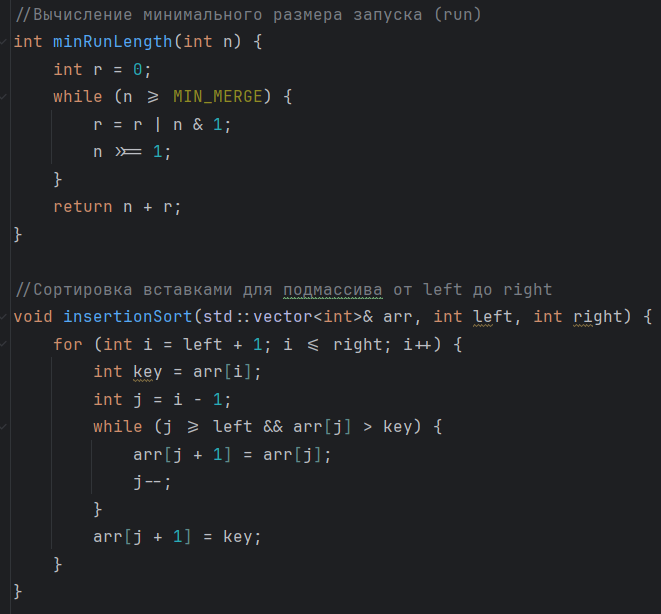 //Вычисление минимального размера запуска (run)
int minRunLength(int n) {
    int r = 0;
    while (n >= MIN_MERGE) {
        r = r | n & 1;
        n >>= 1;
    }
    return n + r;
}

//Сортировка вставками для подмассива от left до right
void insertionSort(std::vector<int>& arr, int left, int right) {
    for (int i = left + 1; i <= right; i++) {
        int key = arr[i];
        int j = i - 1;
        while (j >= left && arr[j] > key) {
            arr[j + 1] = arr[j];
            j--;
        }
        arr[j + 1] = key;
    }
}